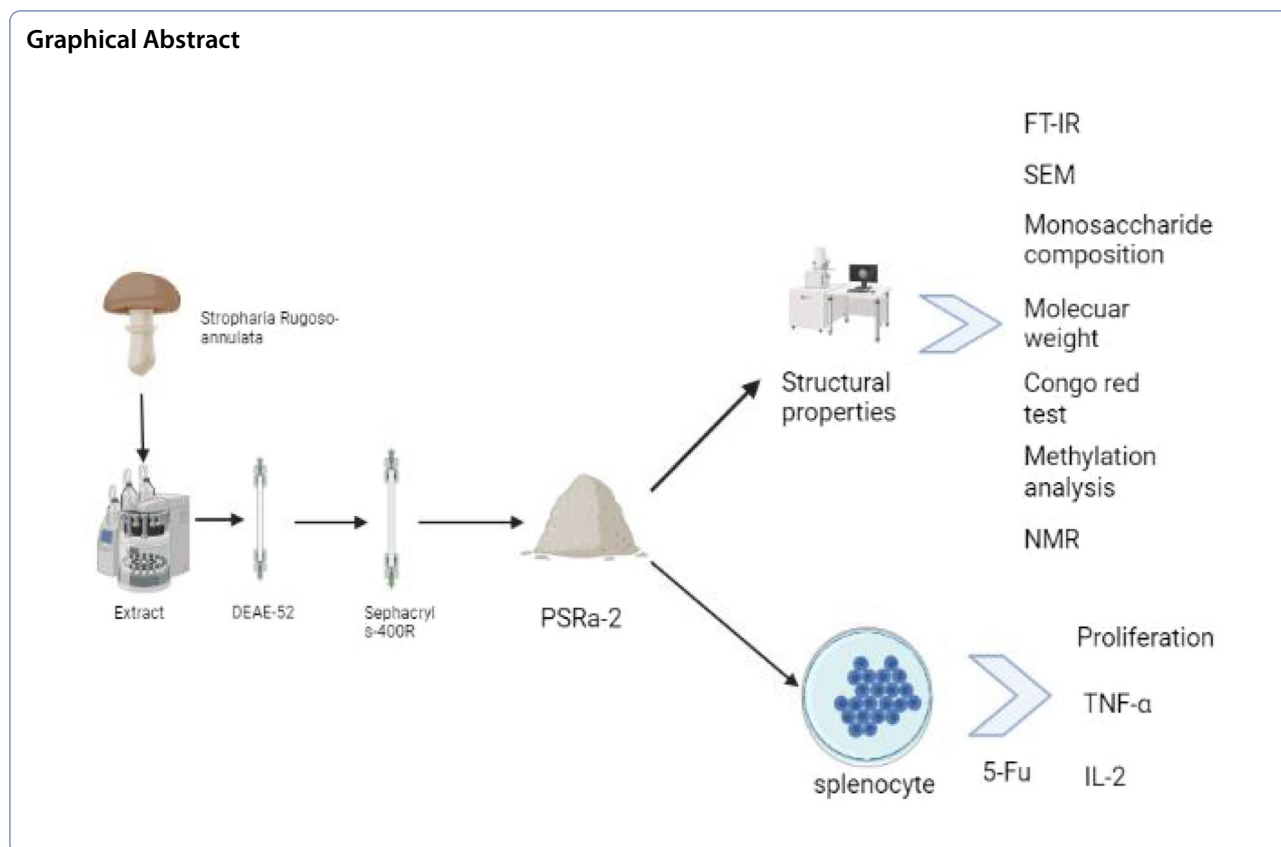 Graphical Abstract
Stropharia Rugoso-
annulata
Extract
DEAE-52
Sephacryl
s-400R
PSRa-2
Structural
properties
FT-IR
SEM
Monosaccharide
composition
Molecuar
weight
Congo red
test
Methylation
analysis
NMR
splenocyte
5-Fu
Proliferation
TNF-α
IL-2